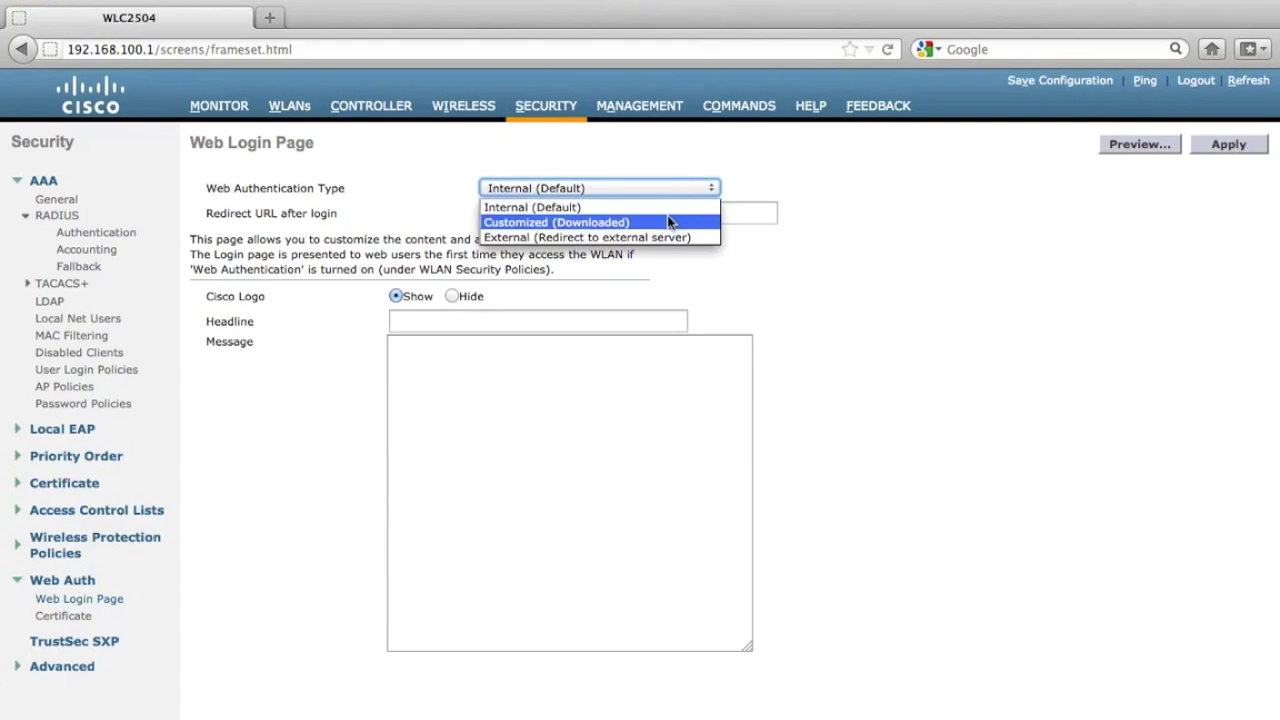 WLC2504
192.168.100.1/screens/frameset.html
Google
Save Configuration | Ping | Logout | Refresh
CISCO
MONITOR WLANs CONTROLLER WIRELESS SECURITY MANAGEMENT COMMANDS HELP FEEDBACK
Security
AAA
General
RADIUS
Authentication
Accounting
Fallback
TACACS+
LDAP
Local Net Users
MAC Filtering
Disabled Clients
User Login Policies
AP Policies
Password Policies
Local EAP
Priority Order
Certificate
Access Control Lists
Wireless Protection
Policies
Web Auth
Web Login Page
Certificate
TrustSec SXP
Advanced
Web Login Page
Preview... Apply
Web Authentication Type Internal (Default)
Internal (Default)
Redirect URL after login
Customized (Downloaded)
External (Redirect to external server)
This page allows you to customize the content and
The Login page is presented to web users the first time they access the WLAN if
'Web Authentication' is turned on (under WLAN Security Policies).
Cisco Logo Show Hide
Headline
Message